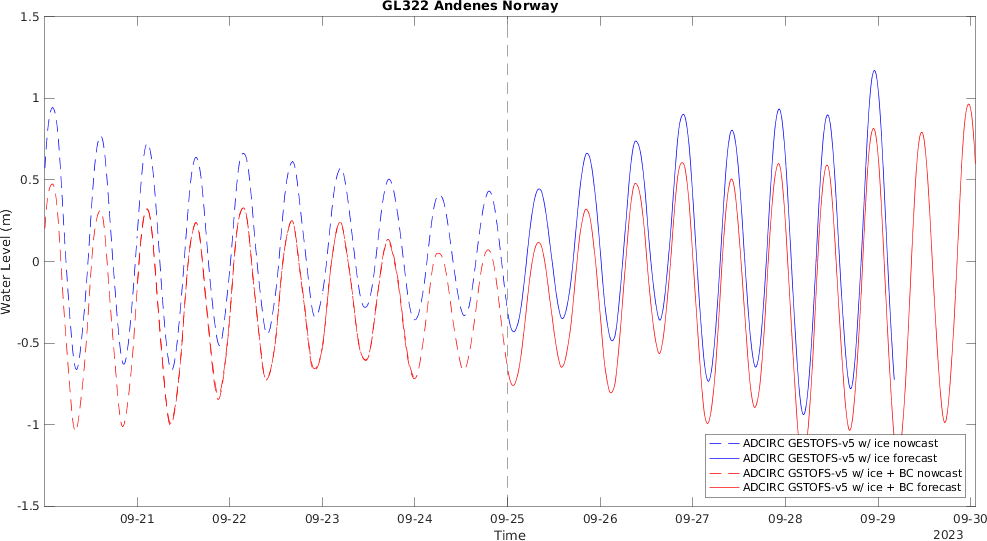 GL322 Andenes Norway
1.5
1
0.5
0
-0.5
-1
-1.5
Water Level (m)
ADCIRC GESTOFS-v5 w/ ice nowcast
ADCIRC GESTOFS-v5 w/ ice forecast
ADCIRC GSTOFS-v5 w/ ice + BC nowcast
ADCIRC GSTOFS-v5 w/ ice + BC forecast
09-21 09-22 09-23 09-24 09-25 09-26 09-27 09-28 09-29 09-30
Time
2023